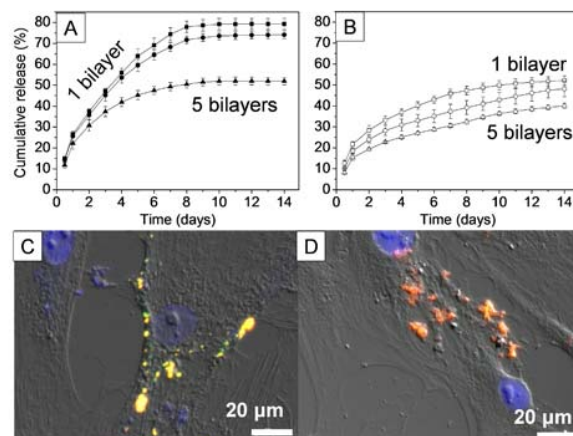 A
B
Cumulative release (%)
80
70
60
50
40
30
20
10
0
1 bilayer
5 bilayers
0 2 4 6 8 10 12 14
Time (days)
80
70
60
50
40
30
20
10
0
1 bilayer
5 bilayers
0 2 4 6 8 10 12 14
Time (days)
C
20 µm
D
20 µm